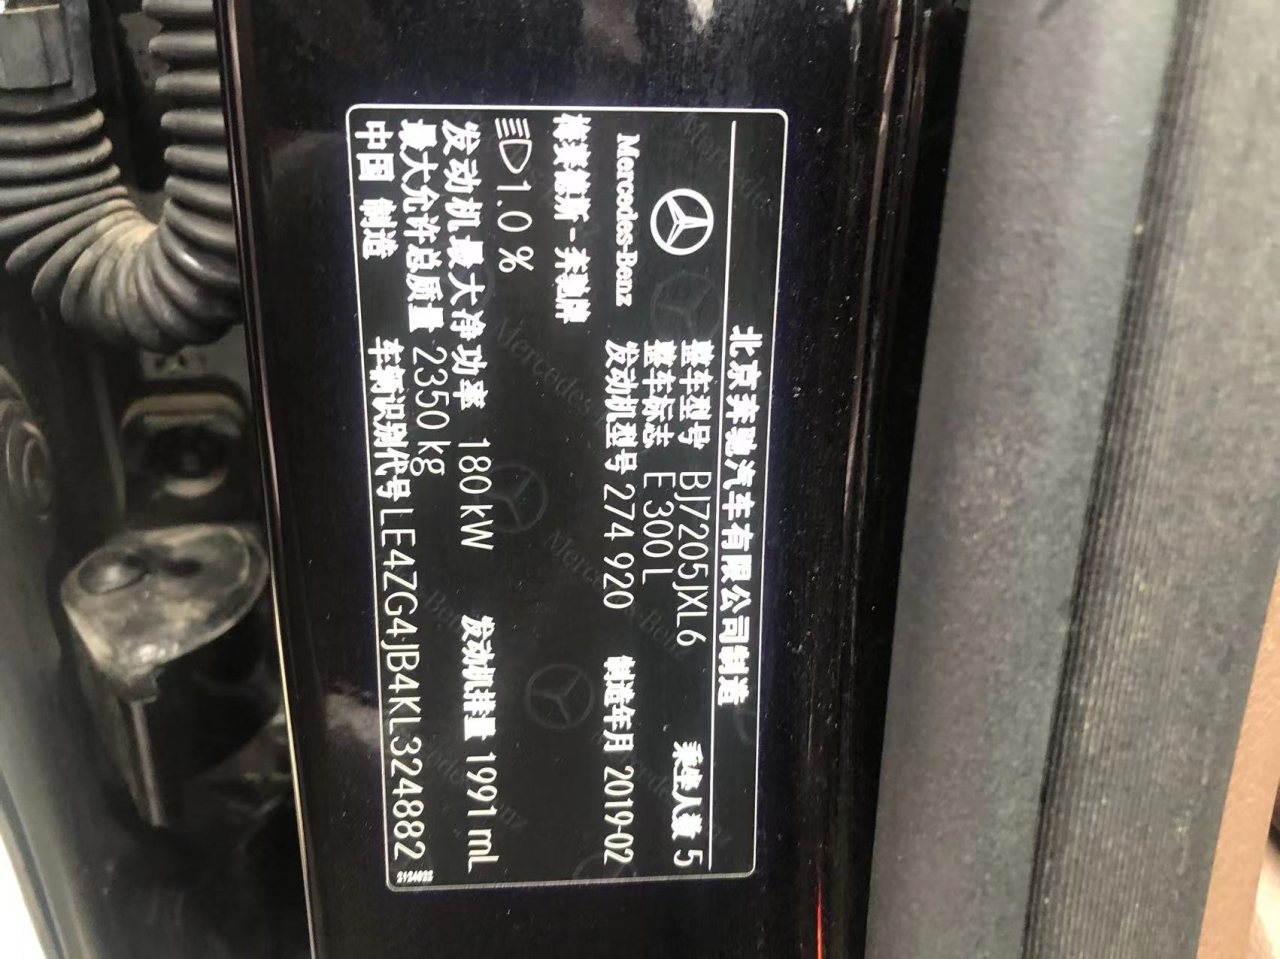 北京奔驰汽车有限公司制造
整车型号 BJ7205JXL6 乘坐人数 5
整车标志 E 300 L
Mercedes-Benz 发动机型号 274 920 制造年月 2019-02
梅赛德斯-奔驰牌
1.0 %
发动机最大净功率 180 kW 发动机排量 1991 mL
最大允许总质量 2350 kg
中国 制造 车辆识别代号 LE4ZG4JB4KL324882
2124022